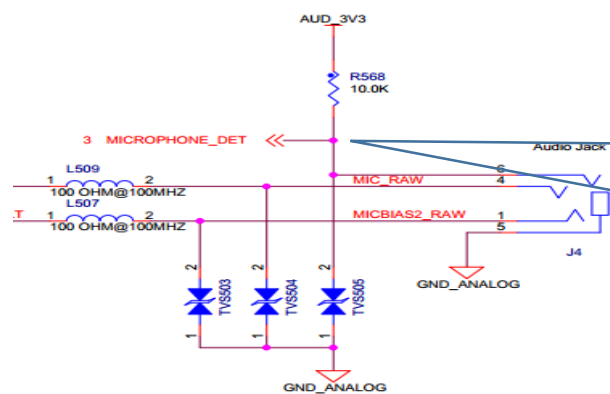 AUD_3V3
R568
10.0K
3 MICROPHONE_DET
Audio Jack
L509
1 2
6
MIC_RAW 4
100 OHM@100MHZ
L507
1 2
MICBIAS2_RAW 1
100 OHM@100MHZ
5
J4
GND_ANALOG
2 2 2
TVS503 TVS504 TVS505
1 1 1
GND_ANALOG